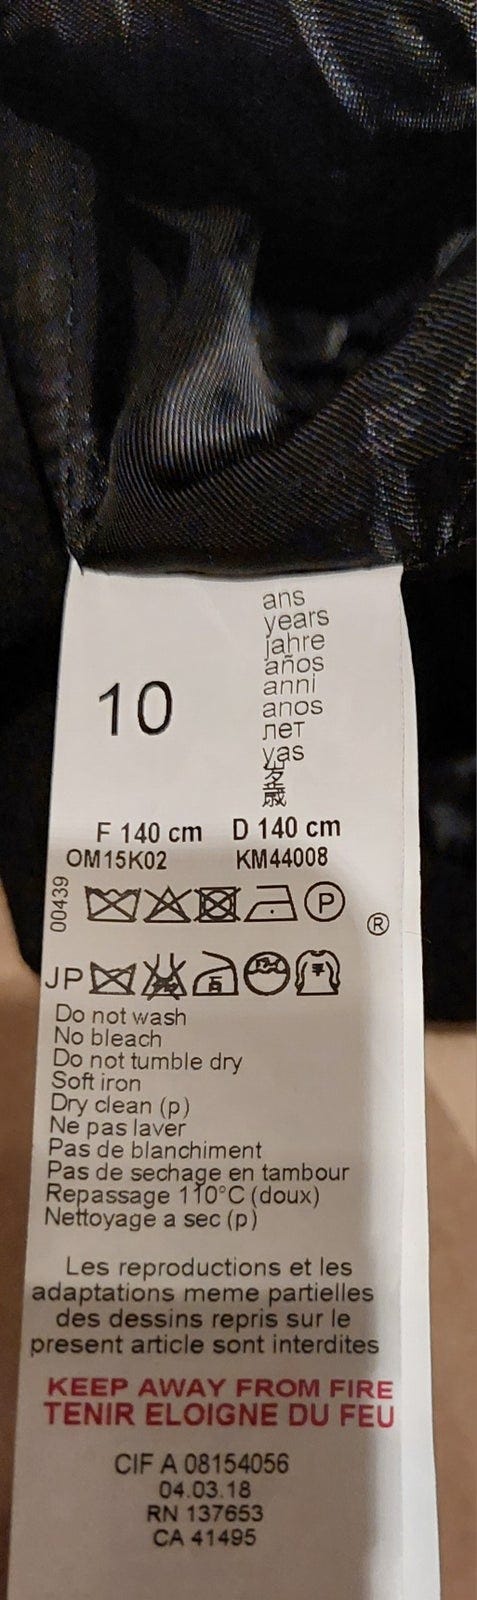 ans
years
jahre
años
anni
anos
лет
yas
岁
歳
10
F 140 cm D 140 cm
OM15K02 KM44008
00439
P
®
JP
Do not wash
No bleach
Do not tumble dry
Soft iron
Dry clean (p)
Ne pas laver
Pas de blanchiment
Pas de sechage en tambour
Repassage 110°C (doux)
Nettoyage a sec (p)
Les reproductions et les
adaptations meme partielles
des dessins repris sur le
present article sont interdites
KEEP AWAY FROM FIRE
TENIR ELOIGNE DU FEU
CIF A 08154056
04.03.18
RN 137653
CA 41495